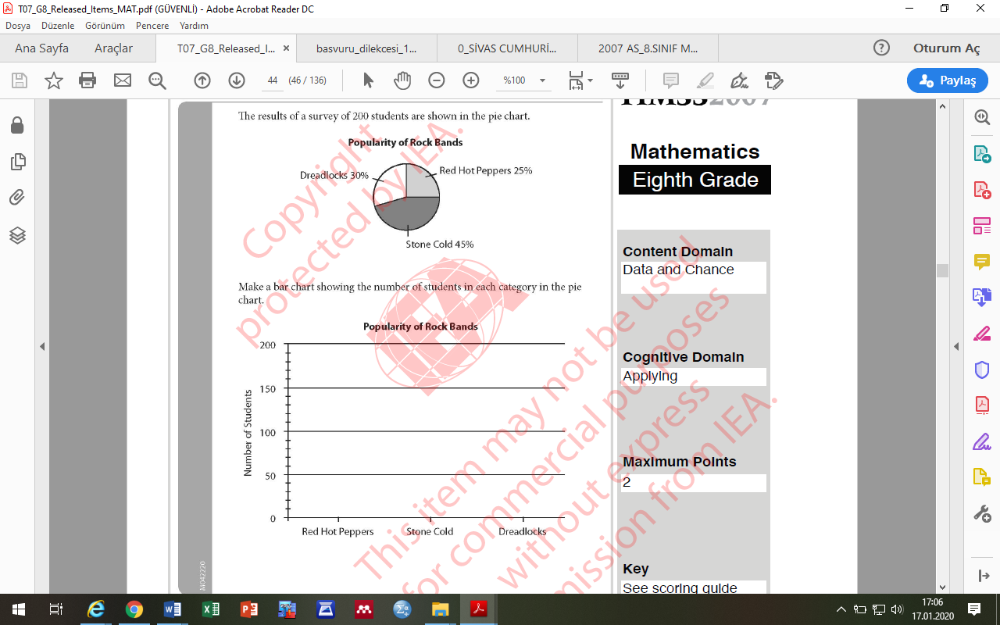 T07_G8_Released_Items_MAT.pdf (GÜVENLİ) - Adobe Acrobat Reader DC
Dosya Düzenle Görünüm Pencere Yardım
Ana Sayfa Araçlar T07_G8_Released_I... × basvuru_dilekcesi_1... 0_SİVAS CUMHURİ... 2007 AS_8.SINIF M... Oturum Aç
44 (46 / 136) %100 Paylaş
2007
The results of a survey of 200 students are shown in the pie chart.
Popularity of Rock Bands
Dreadlocks 30%
Red Hot Peppers 25%
Stone Cold 45%
Make a bar chart showing the number of students in each category in the pie
chart.
Popularity of Rock Bands
Number of Students
200
150
100
50
0
Red Hot Peppers Stone Cold Dreadlocks
M042220
Copyright
protected by IEA.
IEA
This item may not be used
for commercial purposes
without express
mission from IEA.
Mathematics
Eighth Grade
Content Domain
Data and Chance
Cognitive Domain
Applying
Maximum Points
2
Key
See scoring guide
17:06
17.01.2020